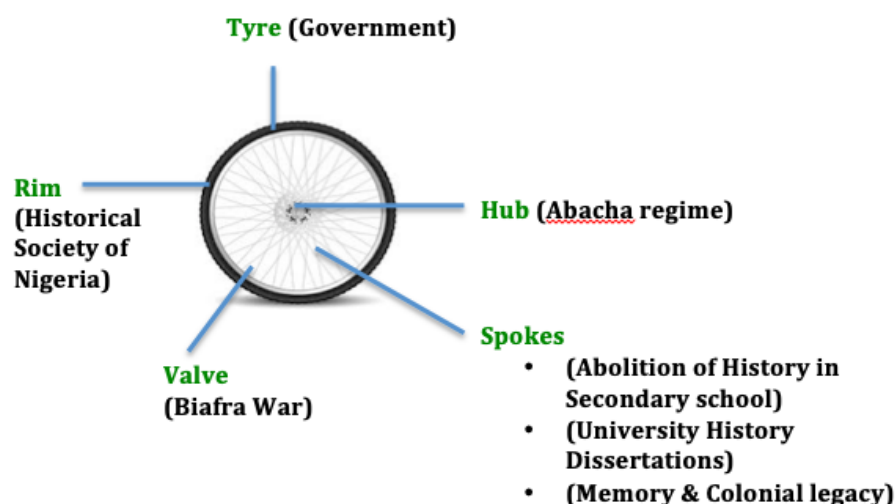 Tyre (Government)
Rim
(Historical
Society of
Nigeria)
Hub (Abacha regime)
Valve
(Biafra War)
Spokes
• (Abolition of History in
Secondary school)
• (University History
Dissertations)
• (Memory & Colonial legacy)